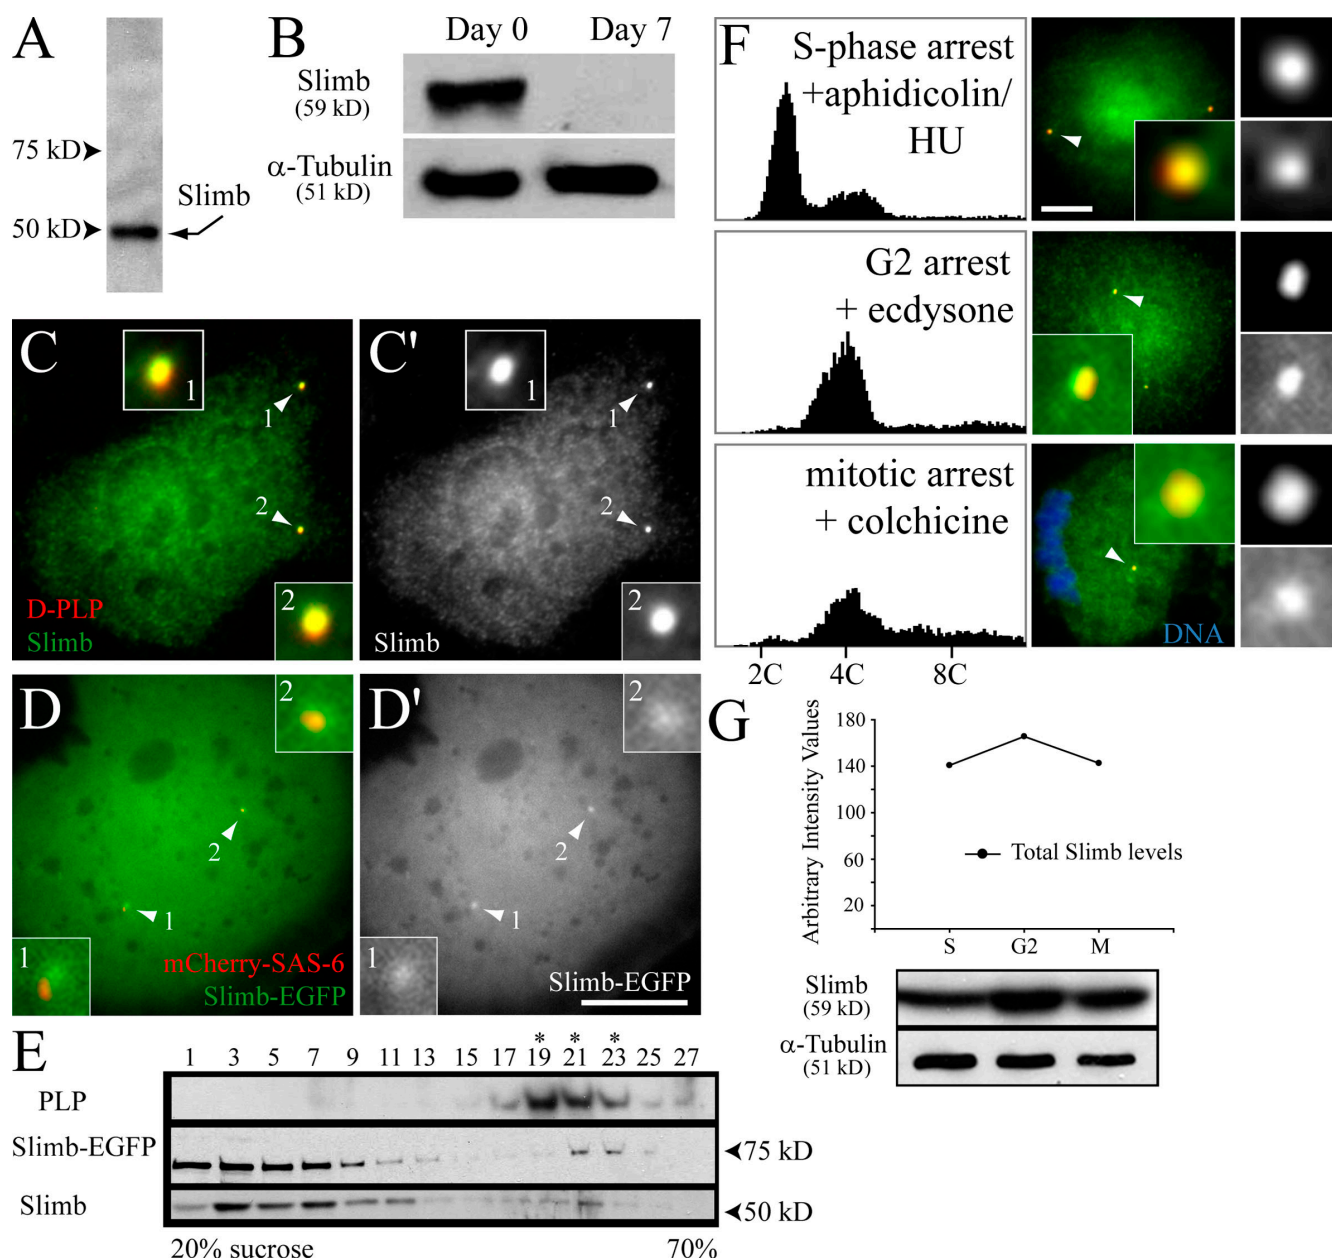 A
75 kD
50 kD
Slimb
B
Day 0
Day 7
Slimb
(59 kD)
α-Tubulin
(51 kD)
C
1
1
2
2
D-PLP
Slimb
C'
1
1
2
2
Slimb
D
2
2
1
1
mCherry-SAS-6
Slimb-EGFP
D'
2
2
1
1
Slimb-EGFP
E
1 3 5 7 9 11 13 15 17 19 21 23 25 27
* * *
PLP
Slimb-EGFP
Slimb
75 kD
50 kD
20% sucrose
70%
F
S-phase arrest
+aphidicolin/
HU
G2 arrest
+ ecdysone
mitotic arrest
+ colchicine
DNA
2C 4C 8C
G
Arbitrary Intensity Values
180
140
100
60
20
Total Slimb levels
S G2 M
Slimb
(59 kD)
α-Tubulin
(51 kD)